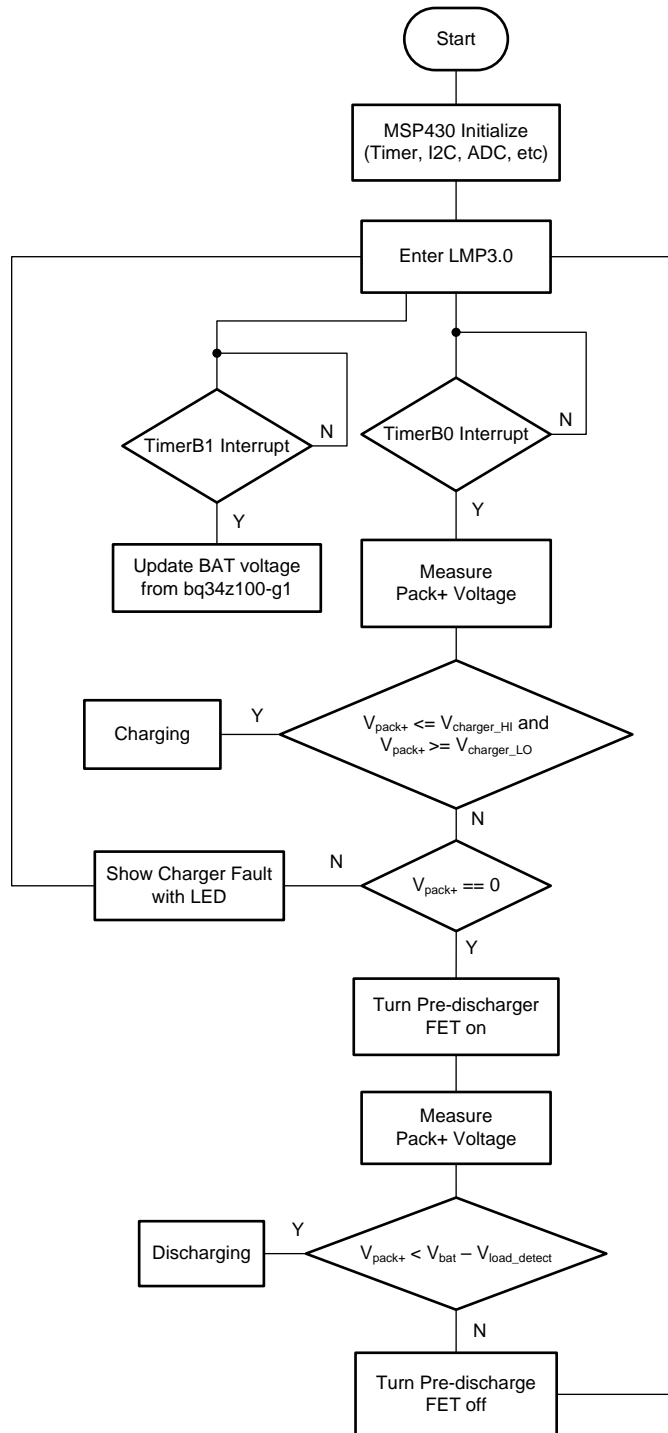 Start
MSP430 Initialize
(Timer, I2C, ADC, etc)
Enter LMP3.0
TimerB1 Interrupt
N
TimerB0 Interrupt
N
Y
Y
Update BAT voltage
from bq34z100-g1
Measure
Pack+ Voltage
Charging
Y
Vpack+ <= Vcharger_HI and
Vpack+ >= Vcharger_LO
N
Show Charger Fault
with LED
N
Vpack+ == 0
Y
Turn Pre-discharger
FET on
Measure
Pack+ Voltage
Discharging
Y
Vpack+ < Vbat – Vload_detect
N
Turn Pre-discharge
FET off